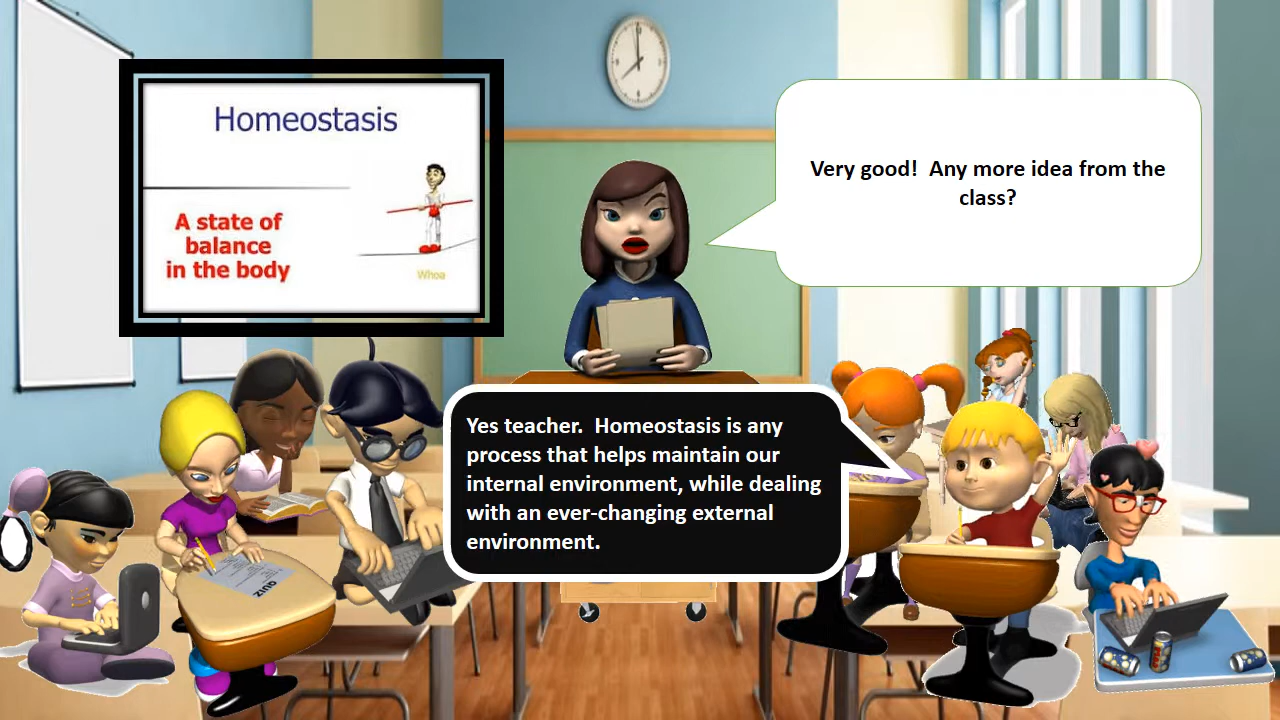 Homeostasis
A state of
balance
in the body
Whoa
Very good!  Any more idea from the
class?
Yes teacher.  Homeostasis is any
process that helps maintain our
internal environment, while dealing
with an ever-changing external
environment.
QUIZ